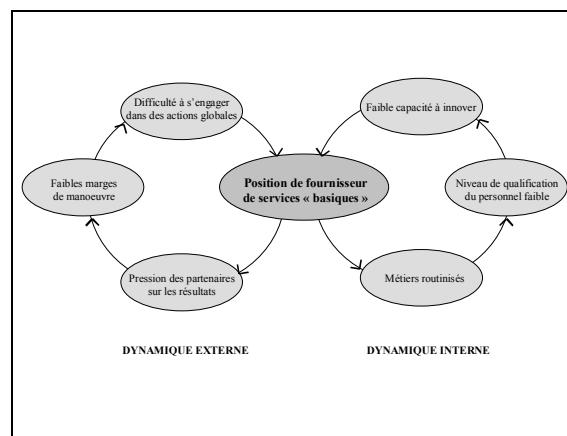 Difficulté à s'engager
dans des actions globales
Faible capacité à innover
Faibles marges
de manoeuvre
Position de fournisseur
de services « basiques »
Niveau de qualification
du personnel faible
Pression des partenaires
sur les résultats
Métiers routinisés
DYNAMIQUE EXTERNE
DYNAMIQUE INTERNE